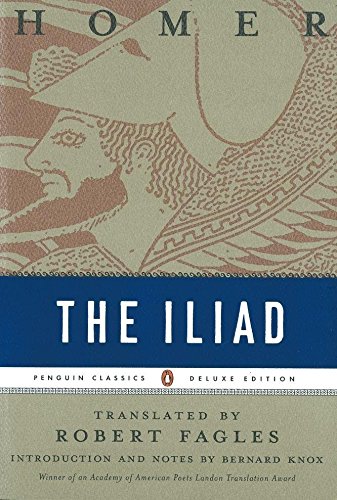 HOMER
THE ILIAD
PENGUIN CLASSICS DELUXE EDITION
TRANSLATED BY
ROBERT FAGLES
INTRODUCTION AND NOTES BY BERNARD KNOX
Winner of an Academy of American Poets London Translation Award